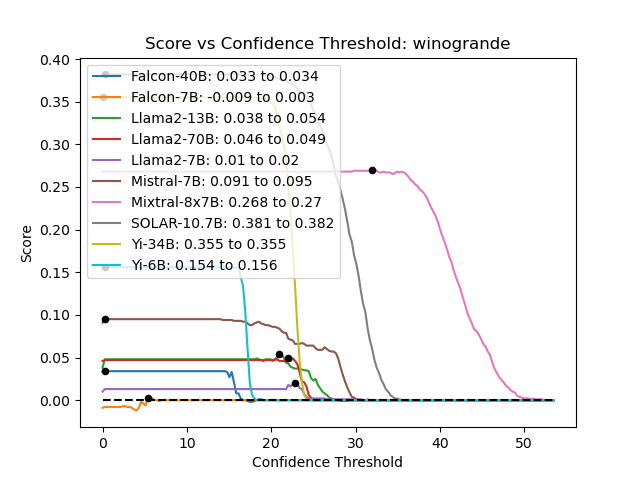 Score vs Confidence Threshold: winogrande
0.40
0.35
0.30
0.25
0.20
0.15
0.10
0.05
0.00
Score
Falcon-40B: 0.033 to 0.034
Falcon-7B: -0.009 to 0.003
Llama2-13B: 0.038 to 0.054
Llama2-70B: 0.046 to 0.049
Llama2-7B: 0.01 to 0.02
Mistral-7B: 0.091 to 0.095
Mixtral-8x7B: 0.268 to 0.27
SOLAR-10.7B: 0.381 to 0.382
Yi-34B: 0.355 to 0.355
Yi-6B: 0.154 to 0.156
0 10 20 30 40 50
Confidence Threshold